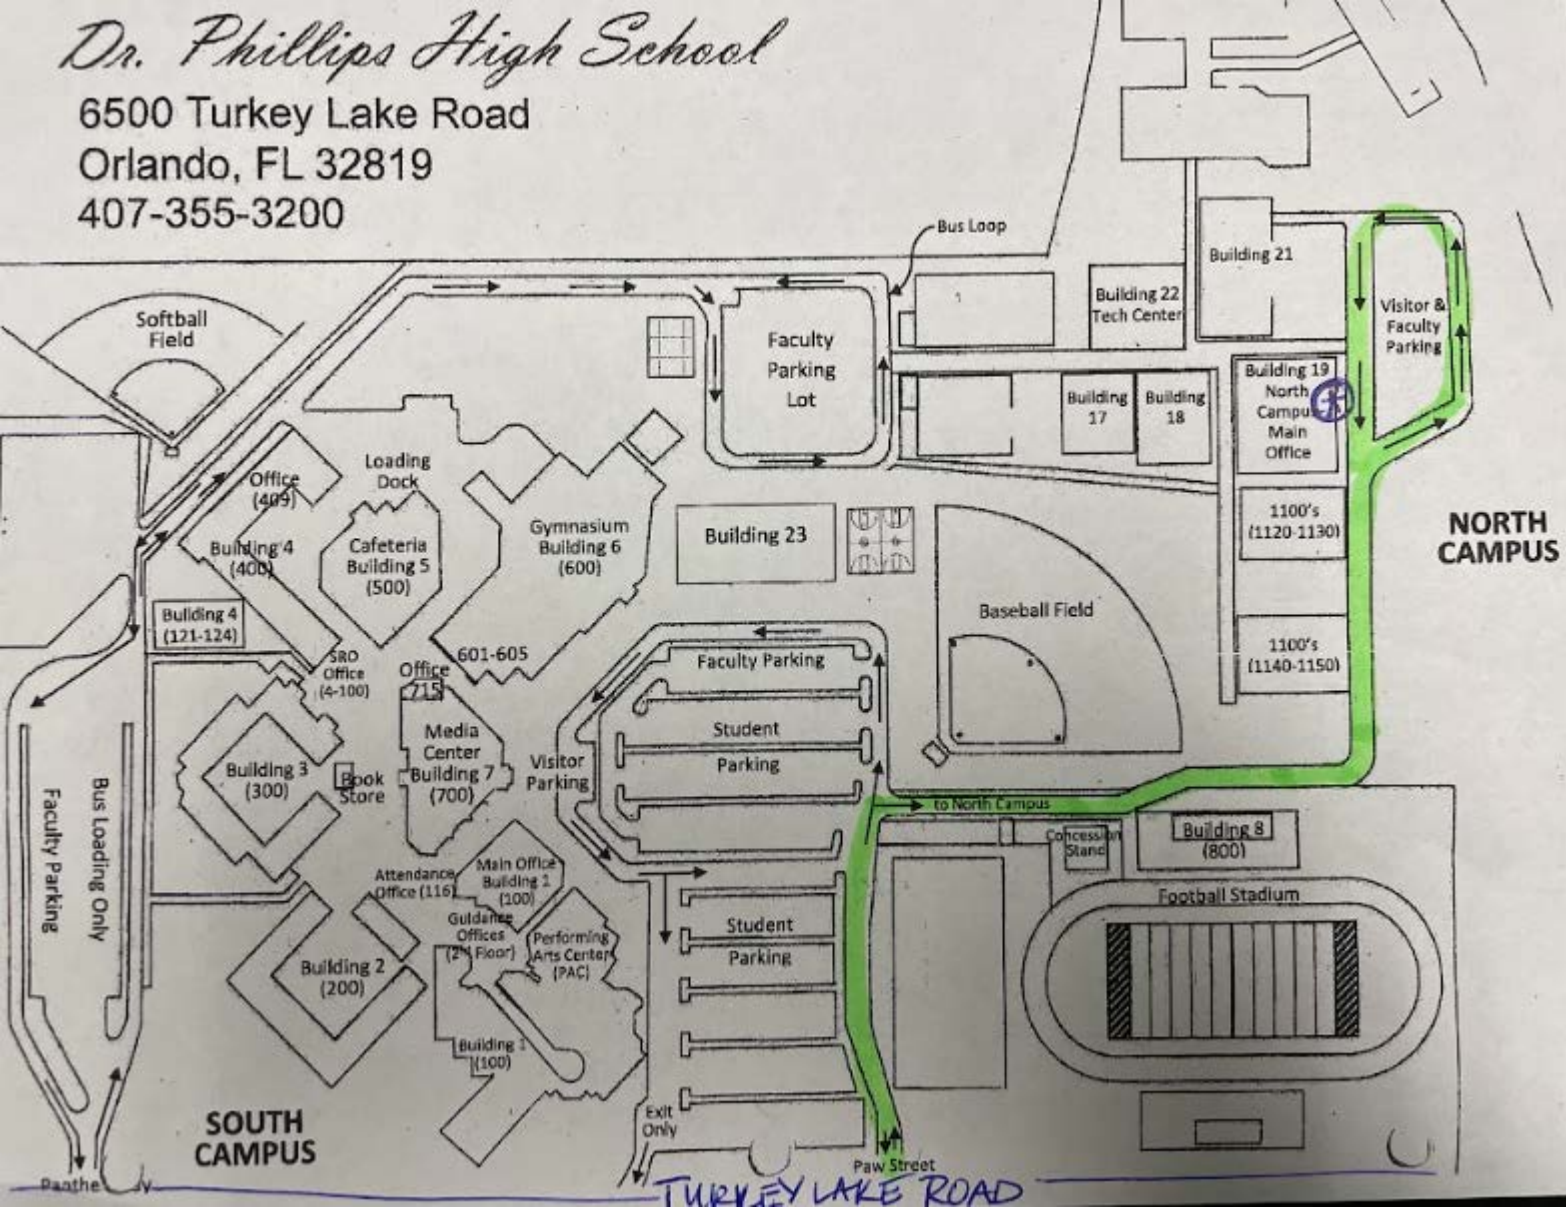 Dr. Phillips High School
6500 Turkey Lake Road
Orlando, FL 32819
407-355-3200
Bus Loop
Building 21
Building 22
Tech Center
Visitor &
Faculty
Parking
Softball
Field
Faculty
Parking
Lot
Building
17
Building
18
Building 19
North
Campus
Main
Office
Office
(409)
Loading
Dock
Building 4
(400)
Cafeteria
Building 5
(500)
Gymnasium
Building 6
(600)
Building 23
1100's
(1120-1130)
NORTH
CAMPUS
Building 4
(121-124)
Baseball Field
SRO
Office
(4-100)
Office
715
601-605
Faculty Parking
1100's
(1140-1150)
Student
Parking
Media
Center
Building 7
(700)
Visitor
Parking
Building 3
(300)
Book
Store
Faculty Parking
Bus Loading Only
to North Campus
Concession
Stand
Building 8
(800)
Attendance
Office (116)
Main Office
Building 1
(100)
Football Stadium
Guidance
Offices
(2nd Floor)
Performing
Arts Center
(PAC)
Student
Parking
Building 2
(200)
Building 1
(100)
SOUTH
CAMPUS
Exit
Only
Paw Street
TURKEY LAKE ROAD